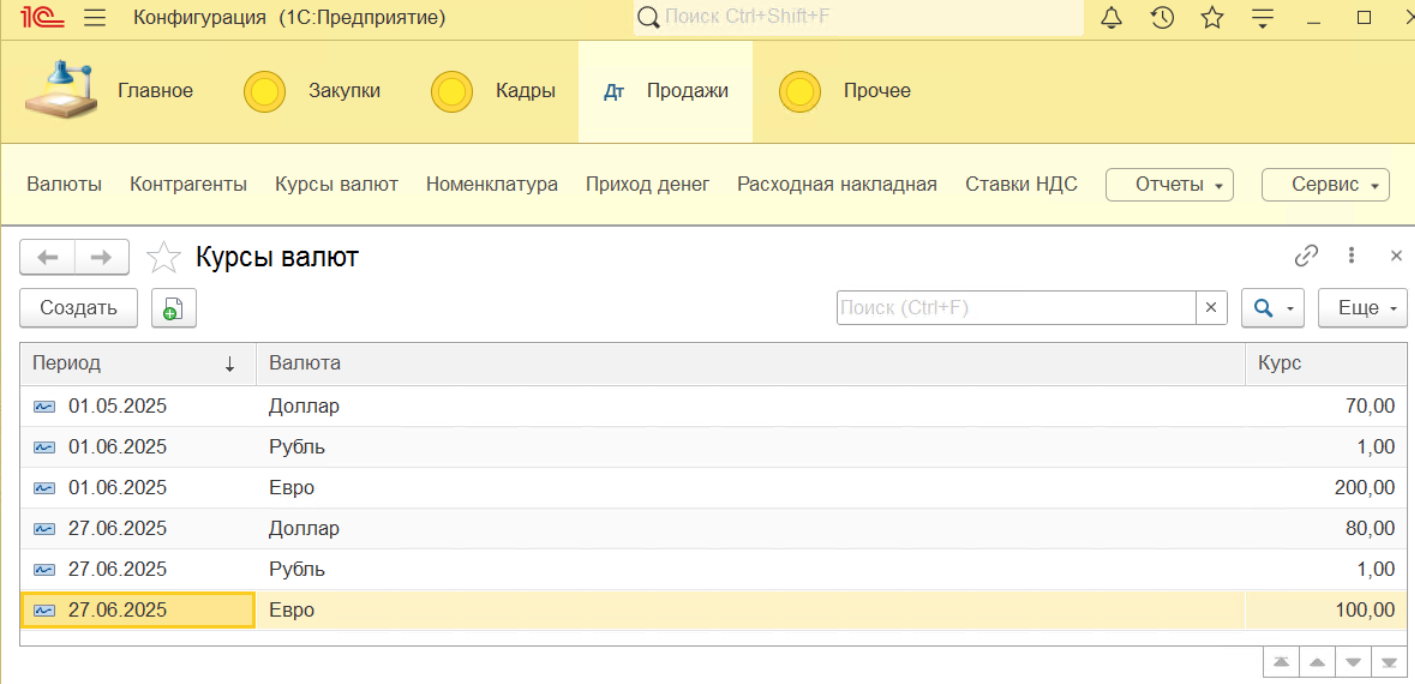 1С Конфигурация (1С:Предприятие) Поиск Ctrl+Shift+F
Главное Закупки Кадры Дт Продажи Прочее
Валюты Контрагенты Курсы валют Номенклатура Приход денег Расходная накладная Ставки НДС Отчеты Сервис
Курсы валют
Создать Поиск (Ctrl+F) Еще
Период Валюта Курс
01.05.2025 Доллар 70,00
01.06.2025 Рубль 1,00
01.06.2025 Евро 200,00
27.06.2025 Доллар 80,00
27.06.2025 Рубль 1,00
27.06.2025 Евро 100,00